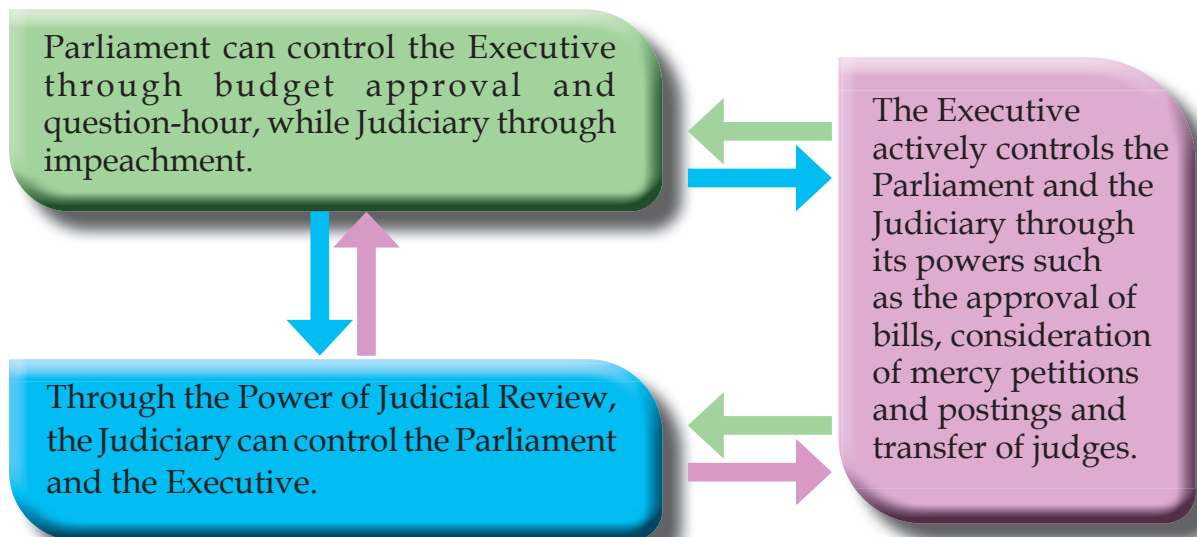 Parliament can control the Executive
through budget approval and
question-hour, while Judiciary through
impeachment.
The Executive
actively controls the
Parliament and the
Judiciary through
its powers such
as the approval of
bills, consideration
of mercy petitions
and postings and
transfer of judges.
Through the Power of Judicial Review,
the Judiciary can control the Parliament
and the Executive.